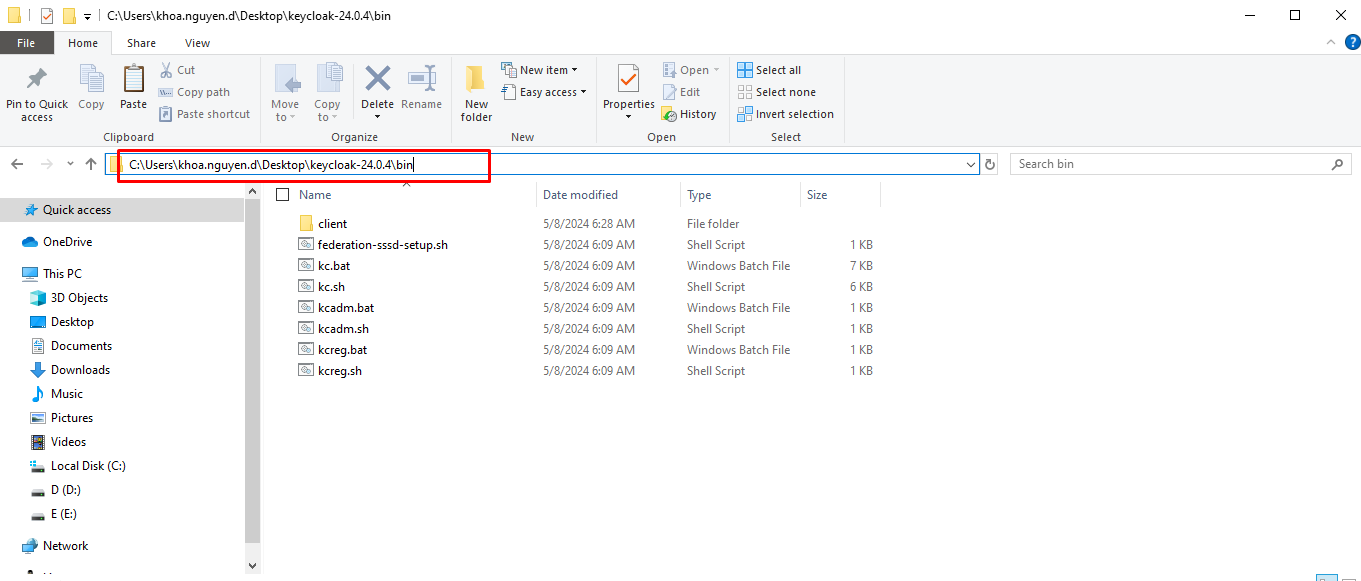 C:\Users\khoa.nguyen.d\Desktop\keycloak-24.0.4\bin
File Home Share View
Pin to Quick access
Copy
Paste
Cut
Copy path
Paste shortcut
Clipboard
Move to
Copy to
Delete
Rename
Organize
New folder
New item
Easy access
New
Properties
Open
Edit
History
Open
Select all
Select none
Invert selection
Select
C:\Users\khoa.nguyen.d\Desktop\keycloak-24.0.4\bin
Search bin
Quick access
OneDrive
This PC
3D Objects
Desktop
Documents
Downloads
Music
Pictures
Videos
Local Disk (C:)
D (D:)
E (E:)
Network
Name Date modified Type Size
client 5/8/2024 6:28 AM File folder
federation-sssd-setup.sh 5/8/2024 6:09 AM Shell Script 1 KB
kc.bat 5/8/2024 6:09 AM Windows Batch File 7 KB
kc.sh 5/8/2024 6:09 AM Shell Script 6 KB
kcadm.bat 5/8/2024 6:09 AM Windows Batch File 1 KB
kcadm.sh 5/8/2024 6:09 AM Shell Script 1 KB
kcreg.bat 5/8/2024 6:09 AM Windows Batch File 1 KB
kcreg.sh 5/8/2024 6:09 AM Shell Script 1 KB